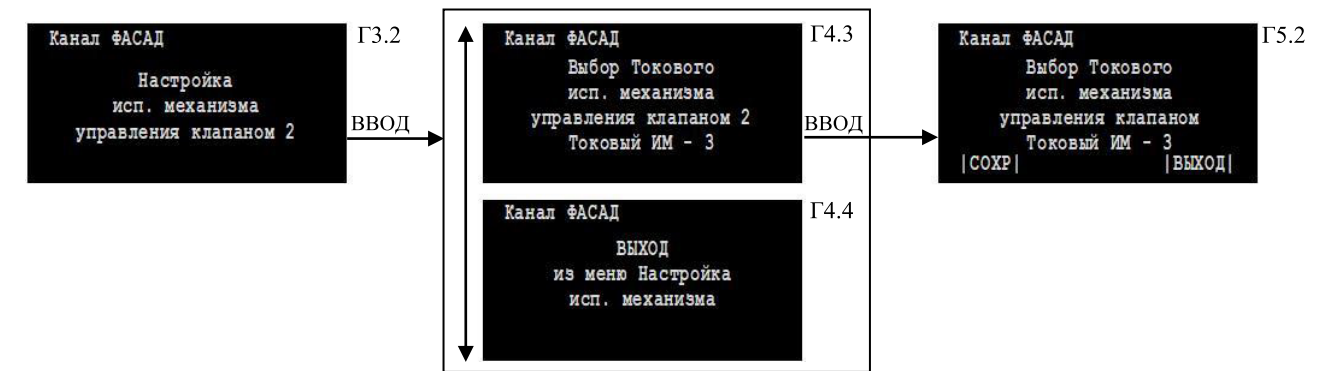 Канал ФАСАД
Настройка
исп. механизма
управления клапаном 2
Г3.2
ВВОД
Канал ФАСАД
Выбор Токового
исп. механизма
управления клапаном 2
Токовый ИМ - 3
Г4.3
ВВОД
Канал ФАСАД
ВЫХОД
из меню Настройка
исп. механизма
Г4.4
Канал ФАСАД
Выбор Токового
исп. механизма
управления клапаном
Токовый ИМ - 3
|СОХР| |ВЫХОД|
Г5.2